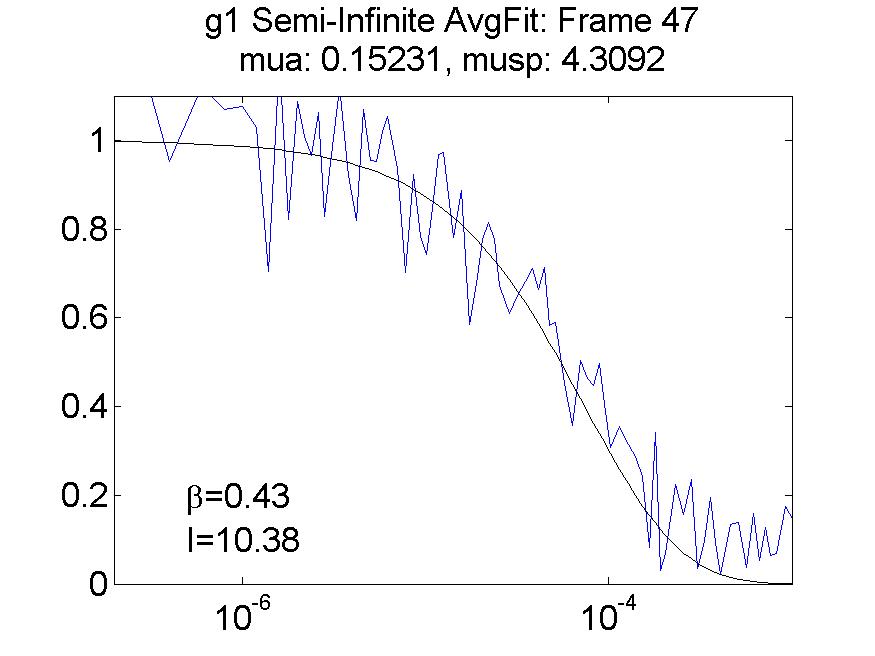 g1 Semi-Infinite AvgFit: Frame 47
mua: 0.15231, musp: 4.3092
1
0.8
0.6
0.4
0.2
0
β=0.43
I=10.38
10^-6
10^-4